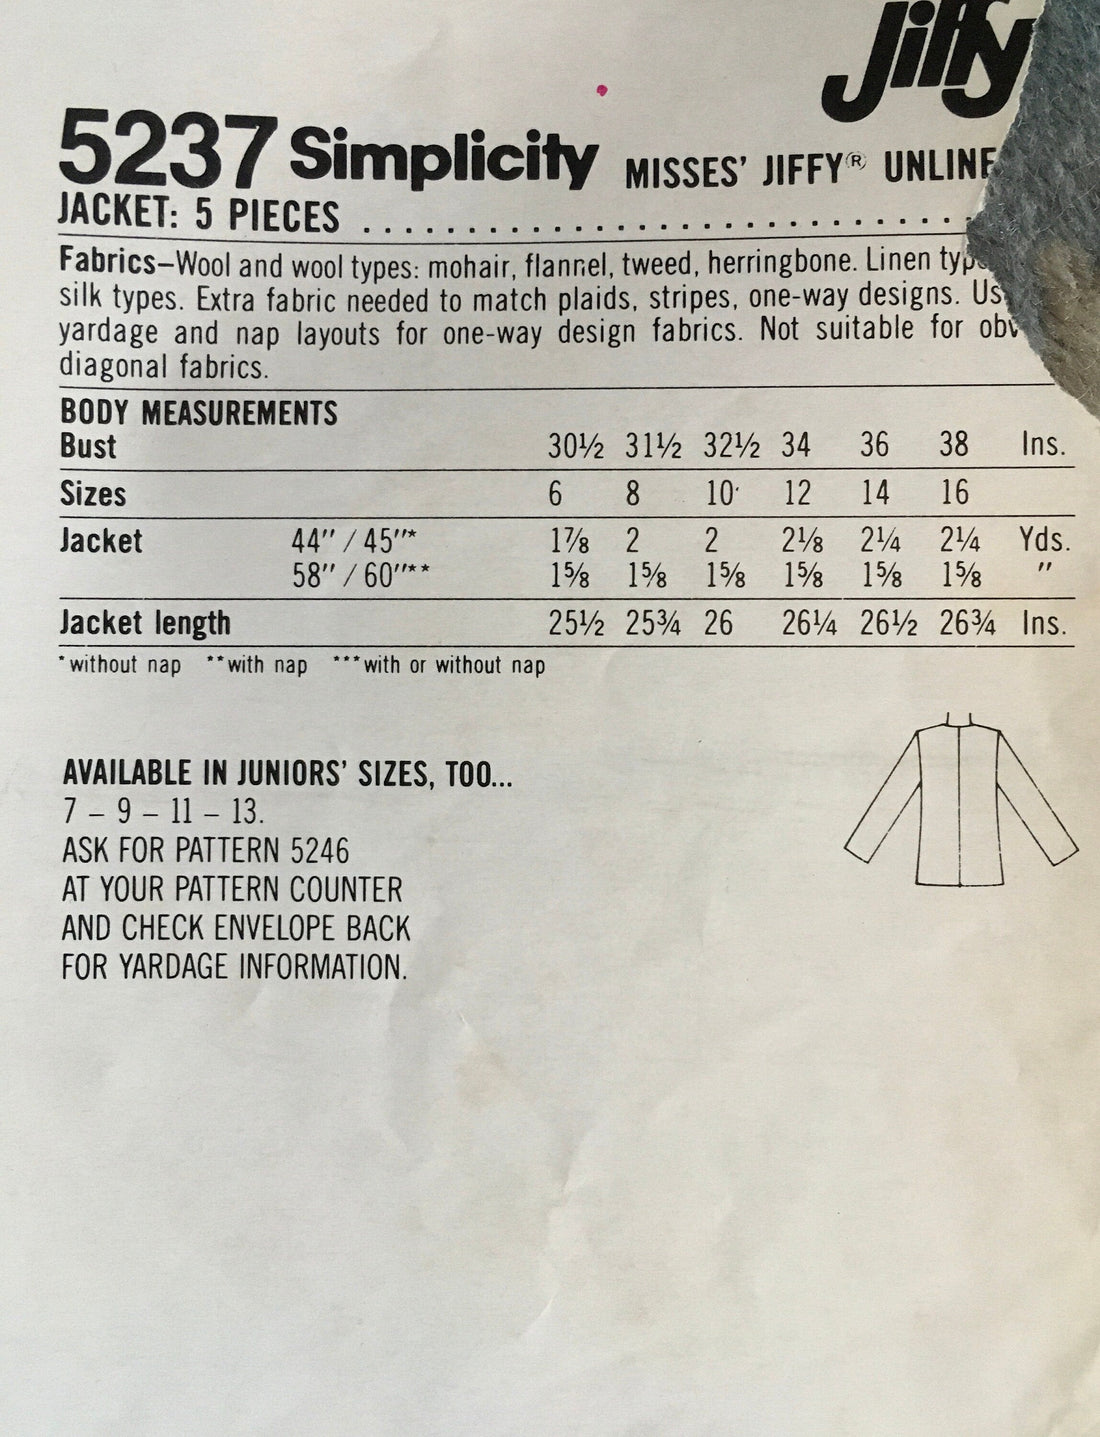 Jiffy
5237 Simplicity MISSES' JIFFY® UNLINE
JACKET: 5 PIECES ..............................
Fabrics–Wool and wool types: mohair, flannel, tweed, herringbone. Linen
silk types. Extra fabric needed to match plaids, stripes, one-way designs.
yardage and nap layouts for one-way design fabrics. Not suitable for
diagonal fabrics.
BODY MEASUREMENTS
Bust 30½ 31½ 32½ 34 36 38 Ins.
Sizes 6 8 10 12 14 16
Jacket 44″ / 45″* 1⅞ 2 2 2⅛ 2¼ 2¼ Yds.
58″ / 60″** 1⅝ 1⅝ 1⅝ 1⅝ 1⅝ 1⅝ ″
Jacket length 25½ 25¾ 26 26¼ 26½ 26¾ Ins.
*without nap **with nap ***with or without nap
AVAILABLE IN JUNIORS' SIZES, TOO...
7 – 9 – 11 – 13.
ASK FOR PATTERN 5246
AT YOUR PATTERN COUNTER
AND CHECK ENVELOPE BACK
FOR YARDAGE INFORMATION.